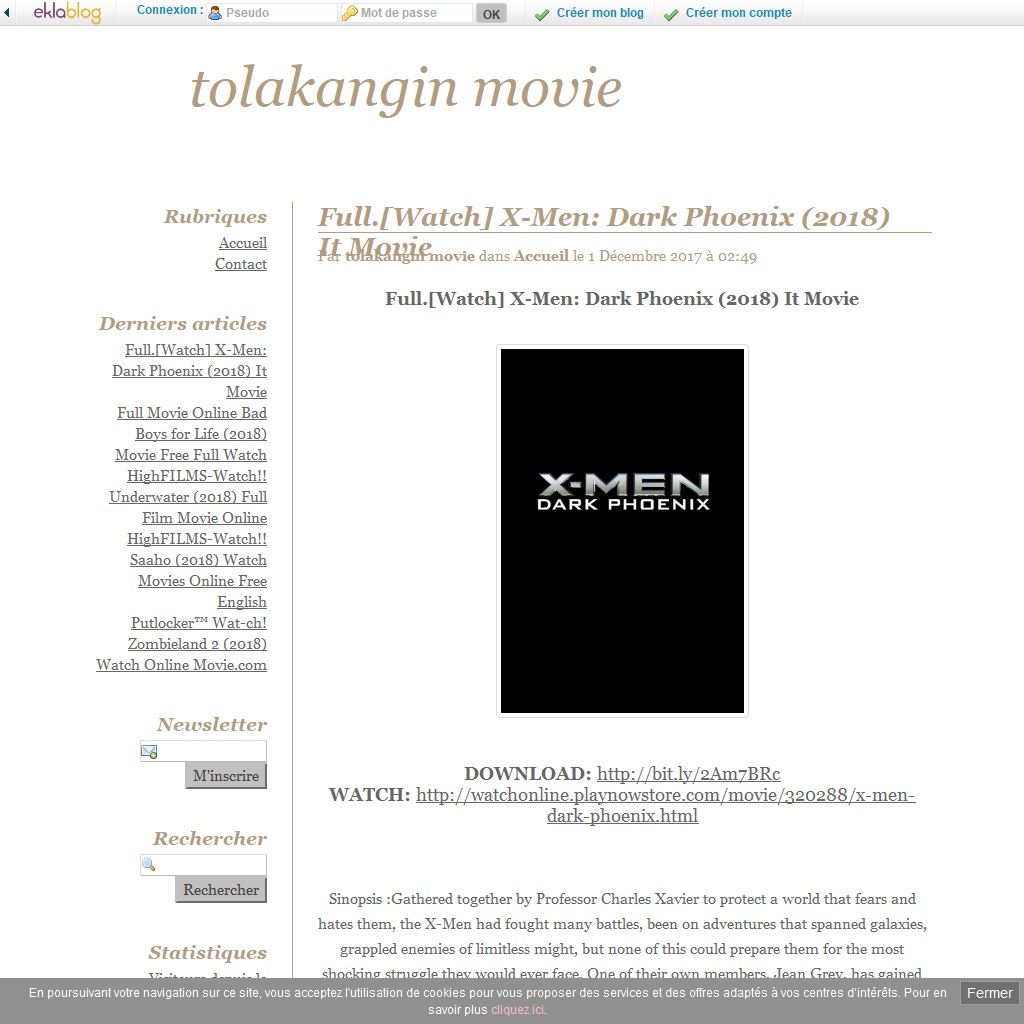 eklablog Connexion : Pseudo Mot de passe OK Créer mon blog Créer mon compte
tolakangin movie
Rubriques
Accueil
Contact
Derniers articles
Full.[Watch] X-Men:
Dark Phoenix (2018) It
Movie
Full Movie Online Bad
Boys for Life (2018)
Movie Free Full Watch
HighFILMS-Watch!!
Underwater (2018) Full
Film Movie Online
HighFILMS-Watch!!
Saaho (2018) Watch
Movies Online Free
English
Putlocker™ Wat-ch!
Zombieland 2 (2018)
Watch Online Movie.com
Newsletter
M'inscrire
Rechercher
Rechercher
Statistiques
Visiteurs depuis le
Full.[Watch] X-Men: Dark Phoenix (2018)
It Movie
Par tolakangin movie dans Accueil le 1 Décembre 2017 à 02:49
Full.[Watch] X-Men: Dark Phoenix (2018) It Movie
X-MEN
DARK PHOENIX
DOWNLOAD: http://bit.ly/2Am7BRc
WATCH: http://watchonline.playnowstore.com/movie/320288/x-men-
dark-phoenix.html
Sinopsis :Gathered together by Professor Charles Xavier to protect a world that fears and
hates them, the X-Men had fought many battles, been on adventures that spanned galaxies,
grappled enemies of limitless might, but none of this could prepare them for the most
shocking struggle they would ever face. One of their own members, Jean Grey, has gained
En poursuivant votre navigation sur ce site, vous acceptez l'utilisation de cookies pour vous proposer des services et des offres adaptés à vos centres d'intérêts. Pour en
savoir plus cliquez ici.
Fermer